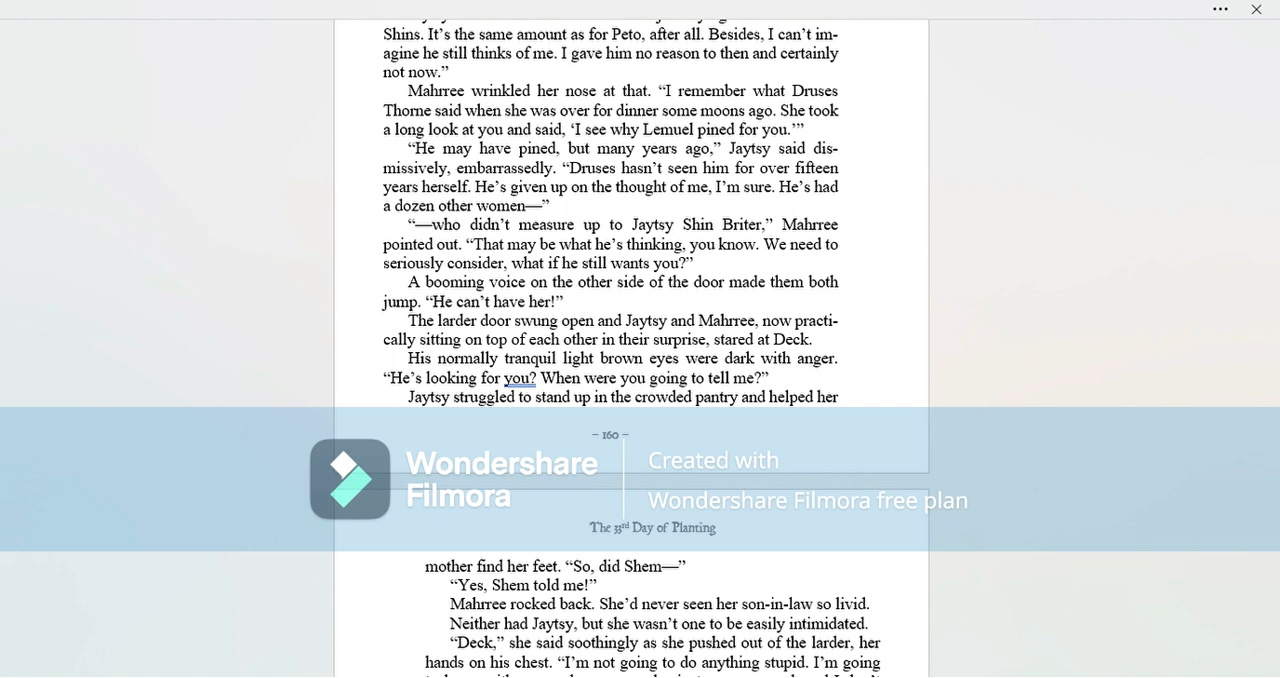 Shins. It’s the same amount as for Peto, after all. Besides, I can’t im-
agine he still thinks of me. I gave him no reason to then and certainly
not now.”
Mahrree wrinkled her nose at that. “I remember what Druses
Thorne said when she was over for dinner some moons ago. She took
a long look at you and said, ‘I see why Lemuel pined for you.’”
“He may have pined, but many years ago,” Jaytsy said dis-
missively, embarrassedly. “Druses hasn’t seen him for over fifteen
years herself. He’s given up on the thought of me, I’m sure. He’s had
a dozen other women—”
“—who didn’t measure up to Jaytsy Shin Briter,” Mahrree
pointed out. “That may be what he’s thinking, you know. We need to
seriously consider, what if he still wants you?”
A booming voice on the other side of the door made them both
jump. “He can’t have her!”
The larder door swung open and Jaytsy and Mahrree, now practi-
cally sitting on top of each other in their surprise, stared at Deck.
His normally tranquil light brown eyes were dark with anger.
“He’s looking for you? When were you going to tell me?”
Jaytsy struggled to stand up in the crowded pantry and helped her
– 160 –
Wondershare
Filmora
Created with
Wondershare Filmora free plan
The 33rd Day of Planting
mother find her feet. “So, did Shem—”
“Yes, Shem told me!”
Mahrree rocked back. She’d never seen her son-in-law so livid.
Neither had Jaytsy, but she wasn’t one to be easily intimidated.
“Deck,” she said soothingly as she pushed out of the larder, her
hands on his chest. “I’m not going to do anything stupid. I’m going